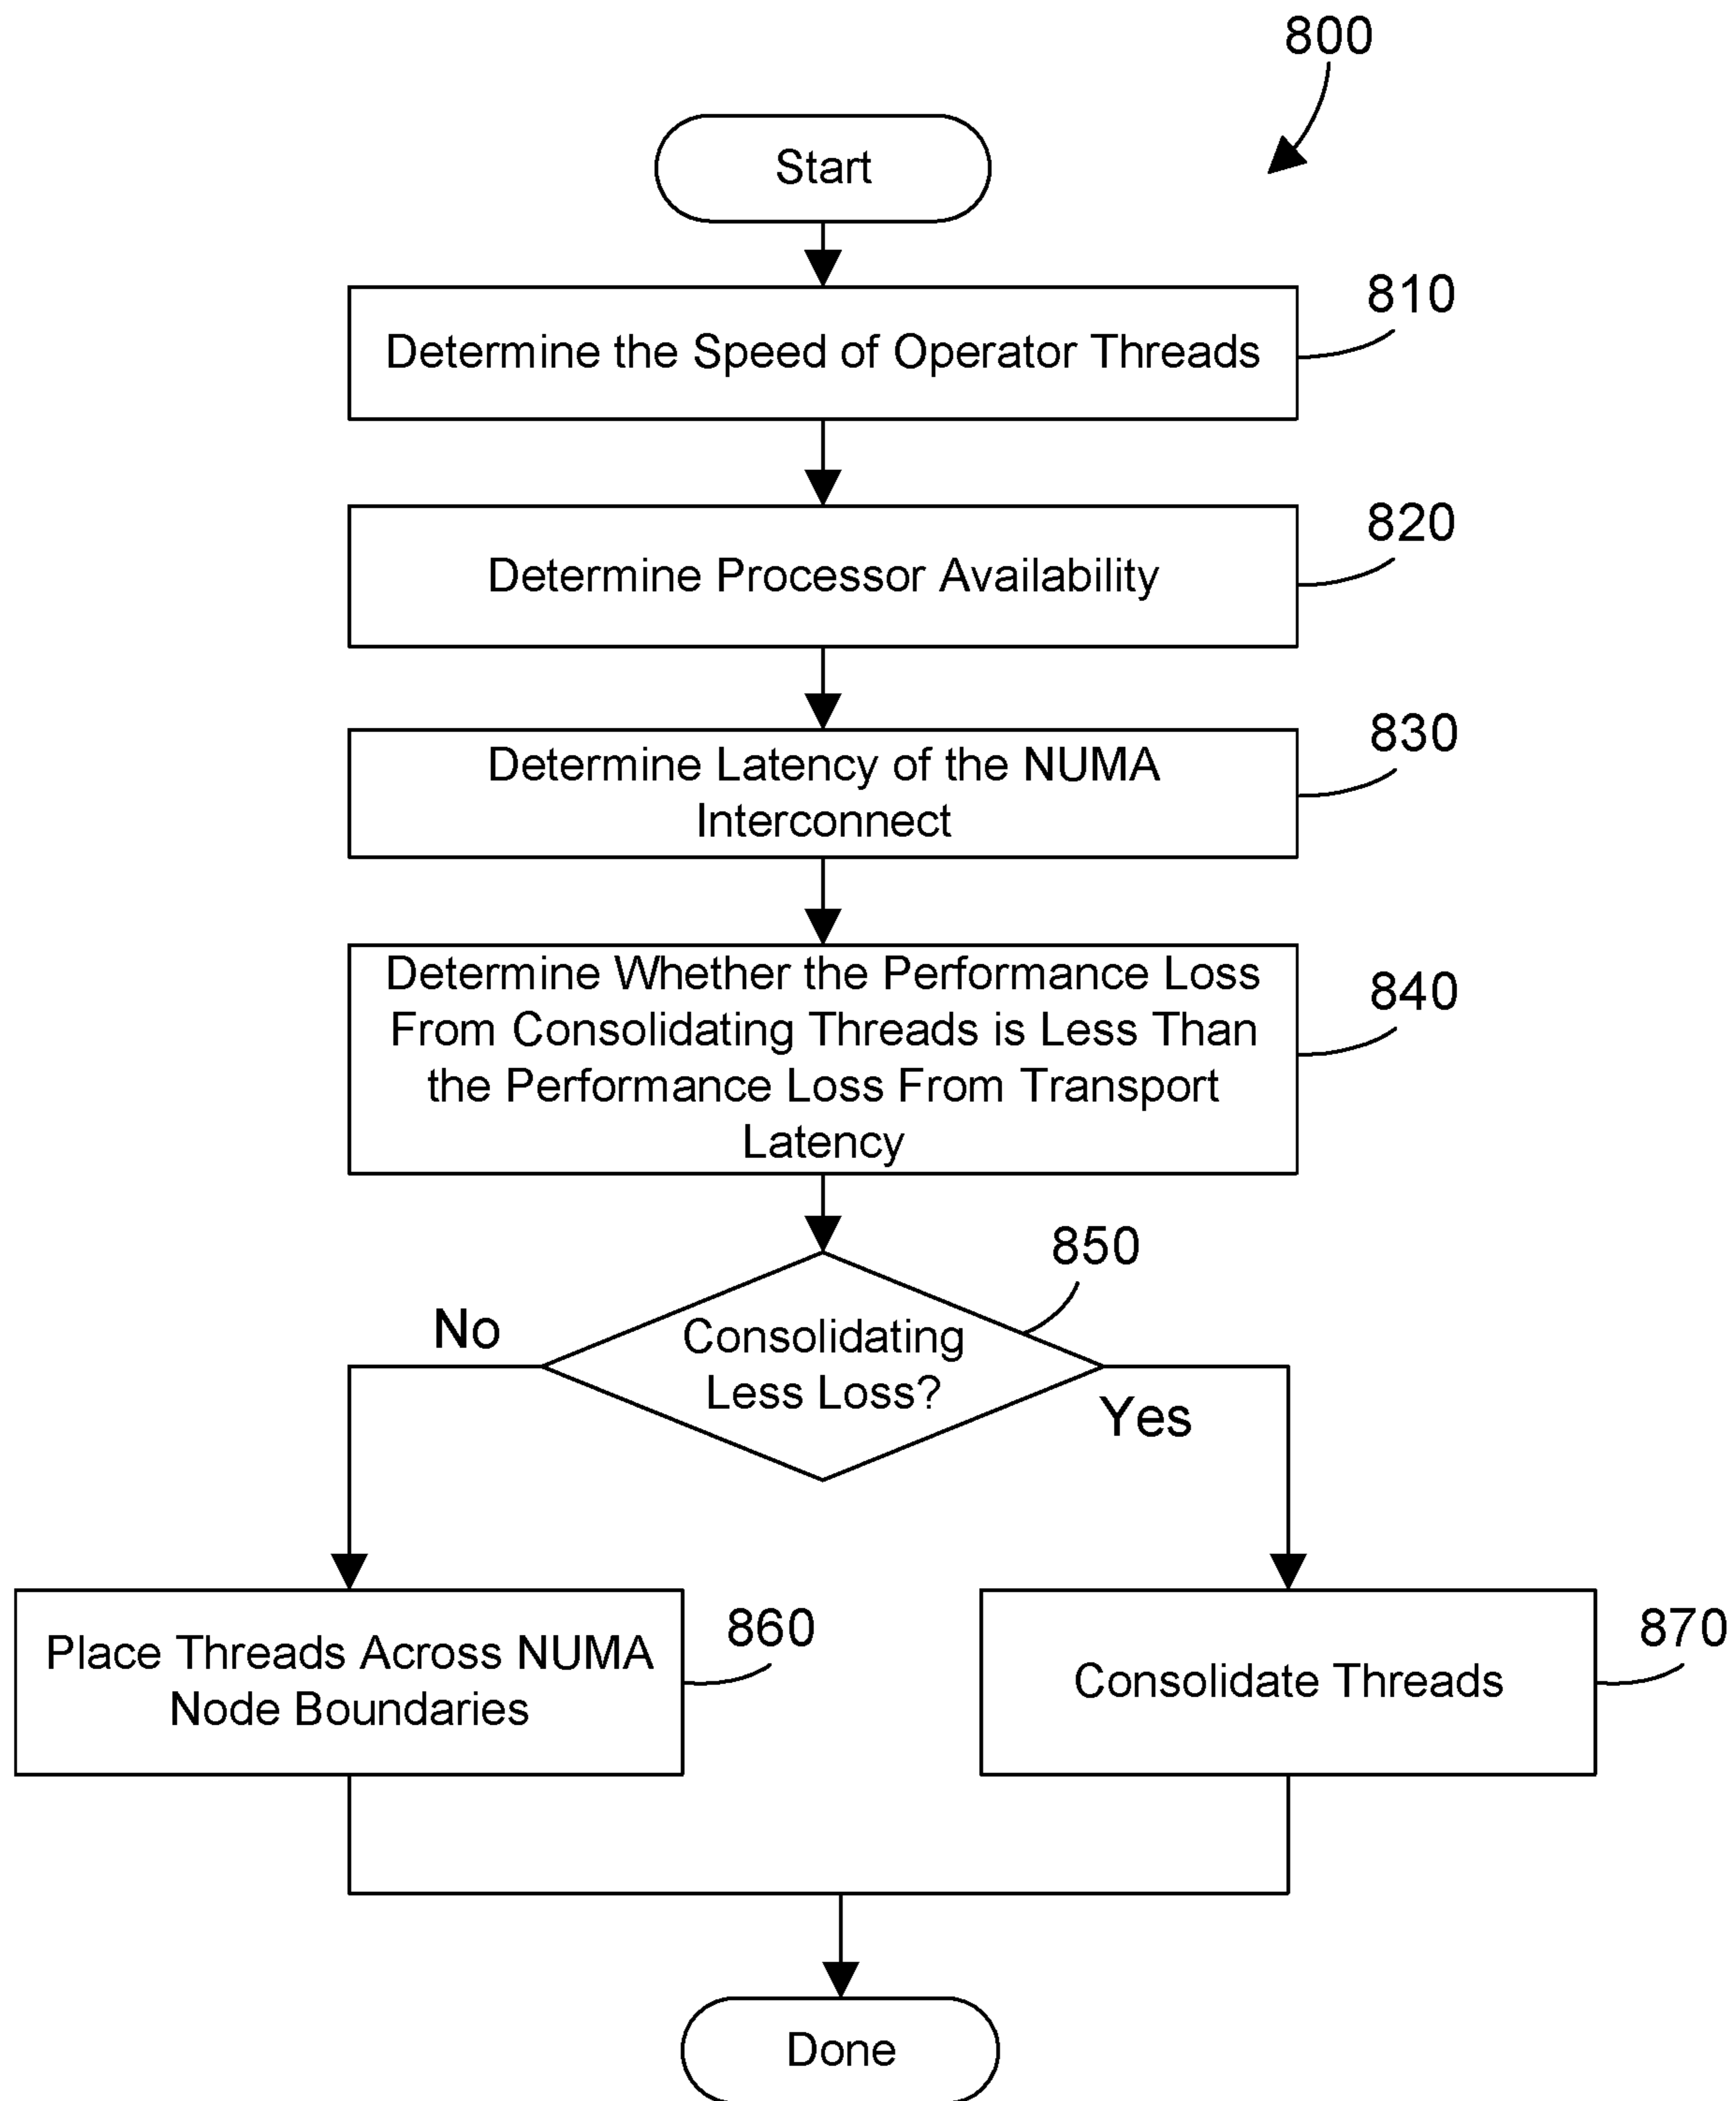 800
Start
810
Determine the Speed of Operator Threads
820
Determine Processor Availability
830
Determine Latency of the NUMA
Interconnect
840
Determine Whether the Performance Loss
From Consolidating Threads is Less Than
the Performance Loss From Transport
Latency
850
No
Consolidating
Less Loss?
Yes
860
Place Threads Across NUMA
Node Boundaries
870
Consolidate Threads
Done